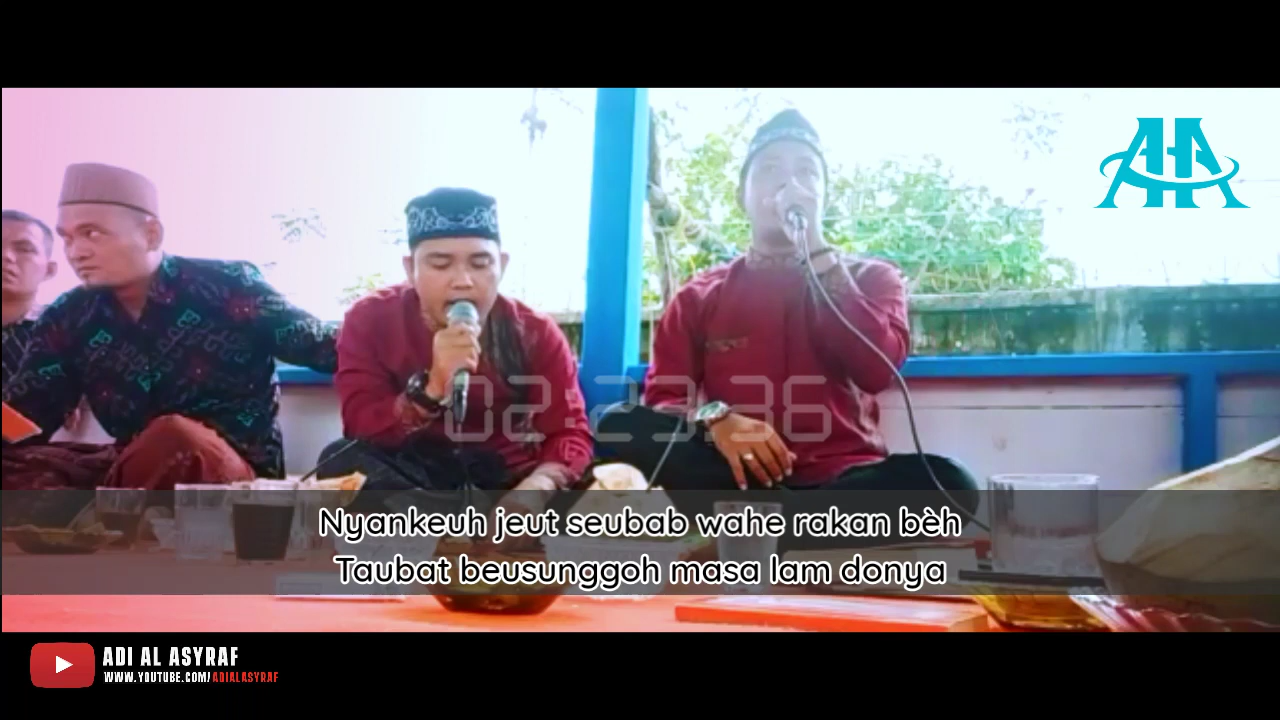 AHA
02:23.36
Nyankeuh jeut seubab wahe rakan bèh
Taubat beusunggoh masa lam donya
ADI AL ASYRAF
WWW.YOUTUBE.COM/ADIALASYRAF